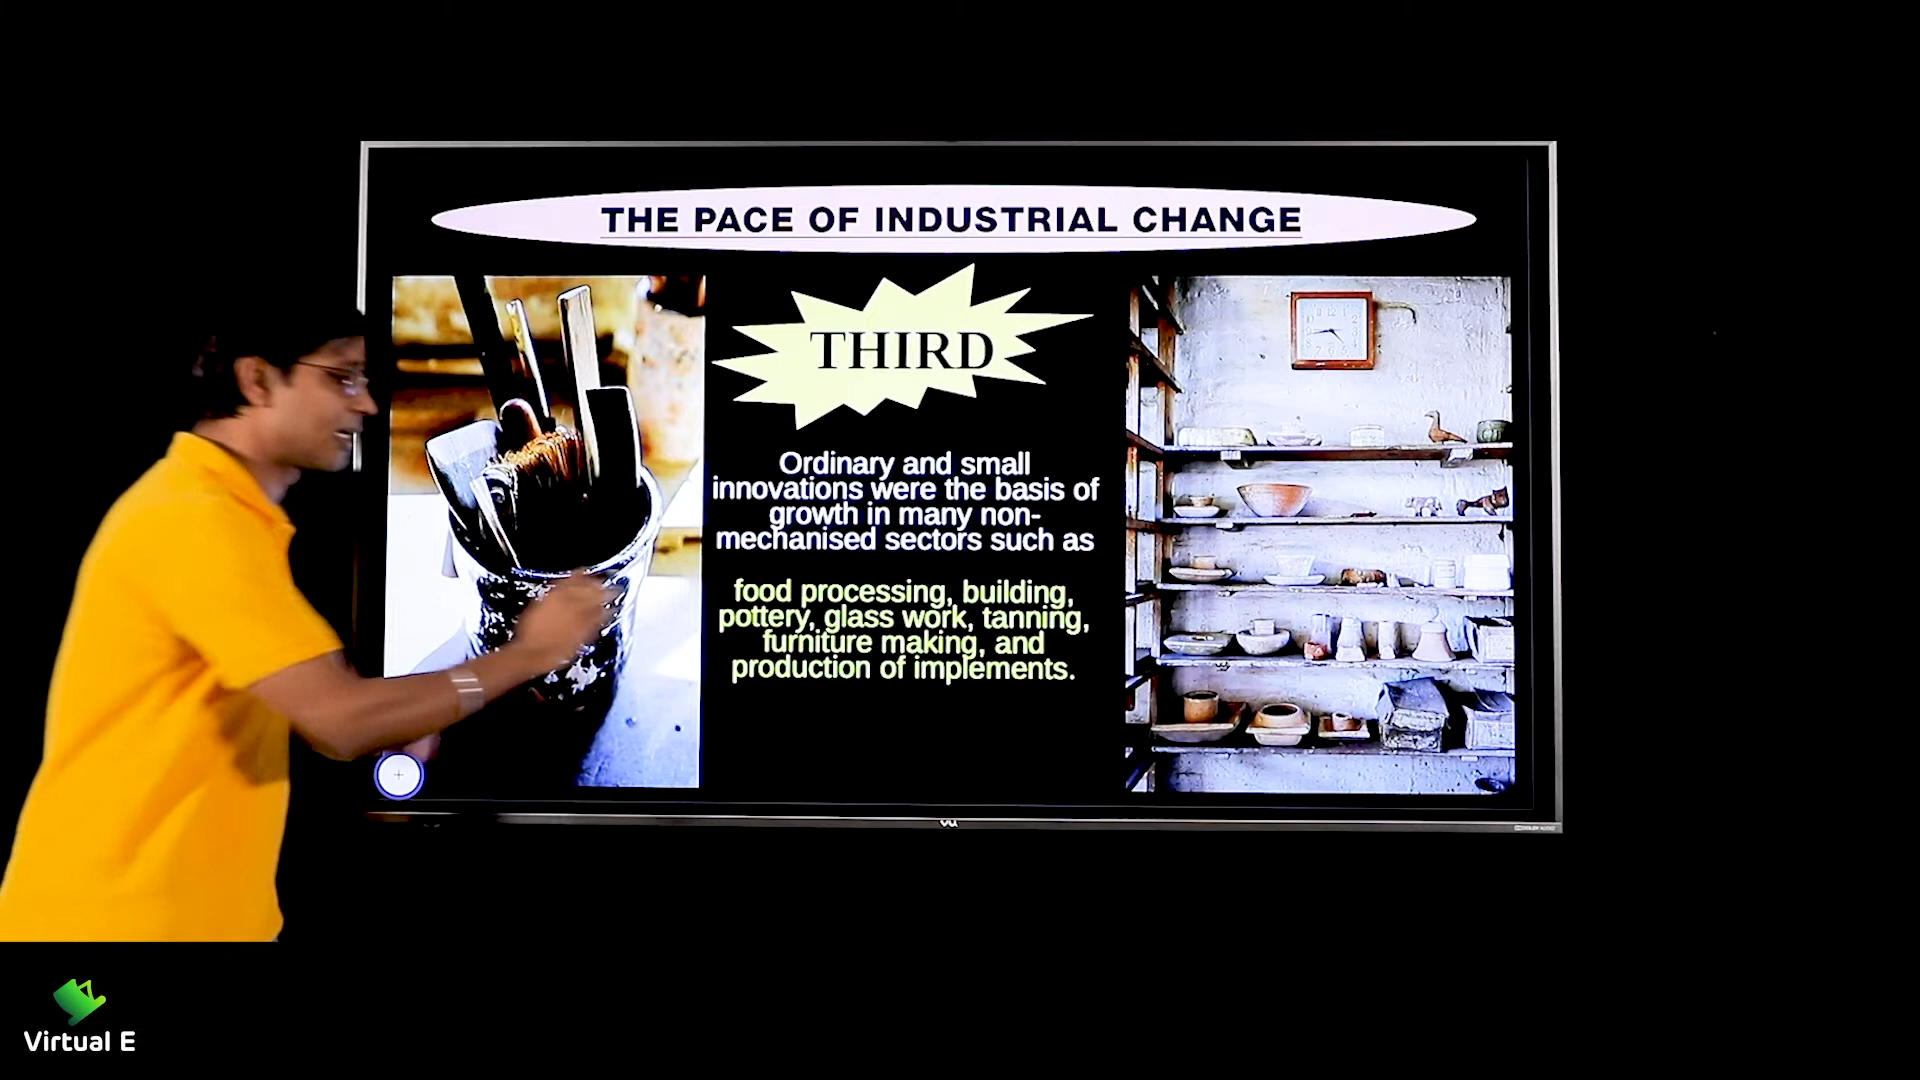 THE PACE OF INDUSTRIAL CHANGE
THIRD
Ordinary and small
innovations were the basis of
growth in many non-
mechanised sectors such as
food processing, building,
pottery, glass work, tanning,
furniture making, and
production of implements.
Virtual E